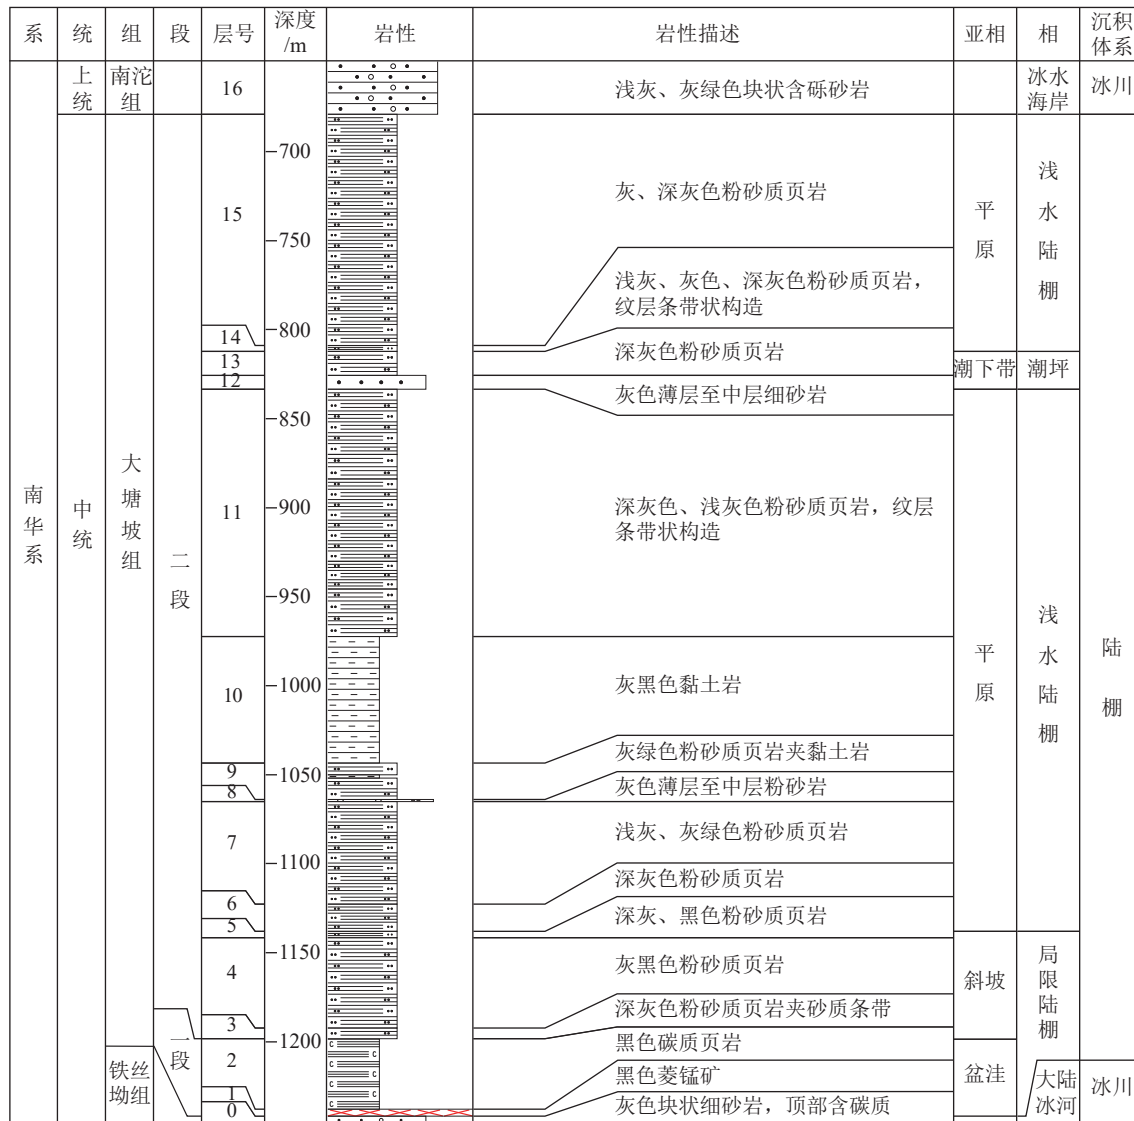 系 统 组 段 层号 深度/m 岩性 岩性描述 亚相 相 沉积体系
南华系
上统
中统
南沱组
大塘坡组
铁丝坳组
二段
一段
16
15
14
13
12
11
10
9
8
7
6
5
4
3
2
1
0
700
750
800
850
900
950
1000
1050
1100
1150
1200
浅灰、灰绿色块状含砾砂岩
灰、深灰色粉砂质页岩
浅灰、灰色、深灰色粉砂质页岩，
纹层条带状构造
深灰色粉砂质页岩
灰色薄层至中层细砂岩
深灰色、浅灰色粉砂质页岩，纹层
条带状构造
灰黑色黏土岩
灰绿色粉砂质页岩夹黏土岩
灰色薄层至中层粉砂岩
浅灰、灰绿色粉砂质页岩
深灰色粉砂质页岩
深灰、黑色粉砂质页岩
灰黑色粉砂质页岩
深灰色粉砂质页岩夹砂质条带
黑色碳质页岩
黑色菱锰矿
灰色块状细砂岩，顶部含碳质
平原
潮下带
平原
斜坡
盆洼
冰水
海岸
浅水陆棚
潮坪
浅水陆棚
局限陆棚
大陆
冰河
冰川
陆棚
冰川